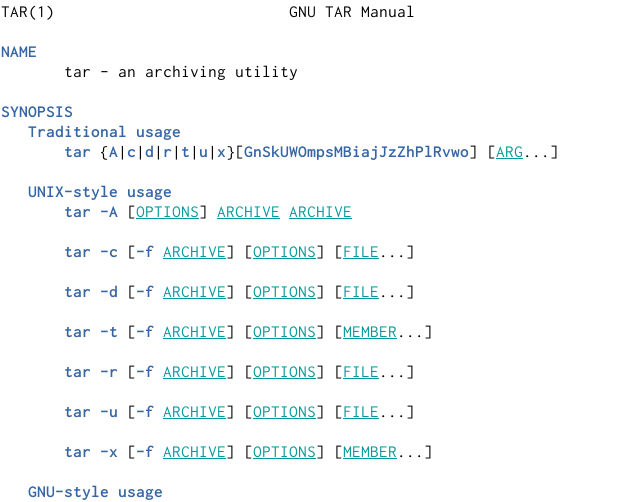 TAR(1) GNU TAR Manual
NAME
tar - an archiving utility
SYNOPSIS
Traditional usage
tar {A|c|d|r|t|u|x}[GnSkUWOmpsMBiajJzZhPlRvwo] [ARG...]
UNIX-style usage
tar -A [OPTIONS] ARCHIVE ARCHIVE
tar -c [-f ARCHIVE] [OPTIONS] [FILE...]
tar -d [-f ARCHIVE] [OPTIONS] [FILE...]
tar -t [-f ARCHIVE] [OPTIONS] [MEMBER...]
tar -r [-f ARCHIVE] [OPTIONS] [FILE...]
tar -u [-f ARCHIVE] [OPTIONS] [FILE...]
tar -x [-f ARCHIVE] [OPTIONS] [MEMBER...]
GNU-style usage